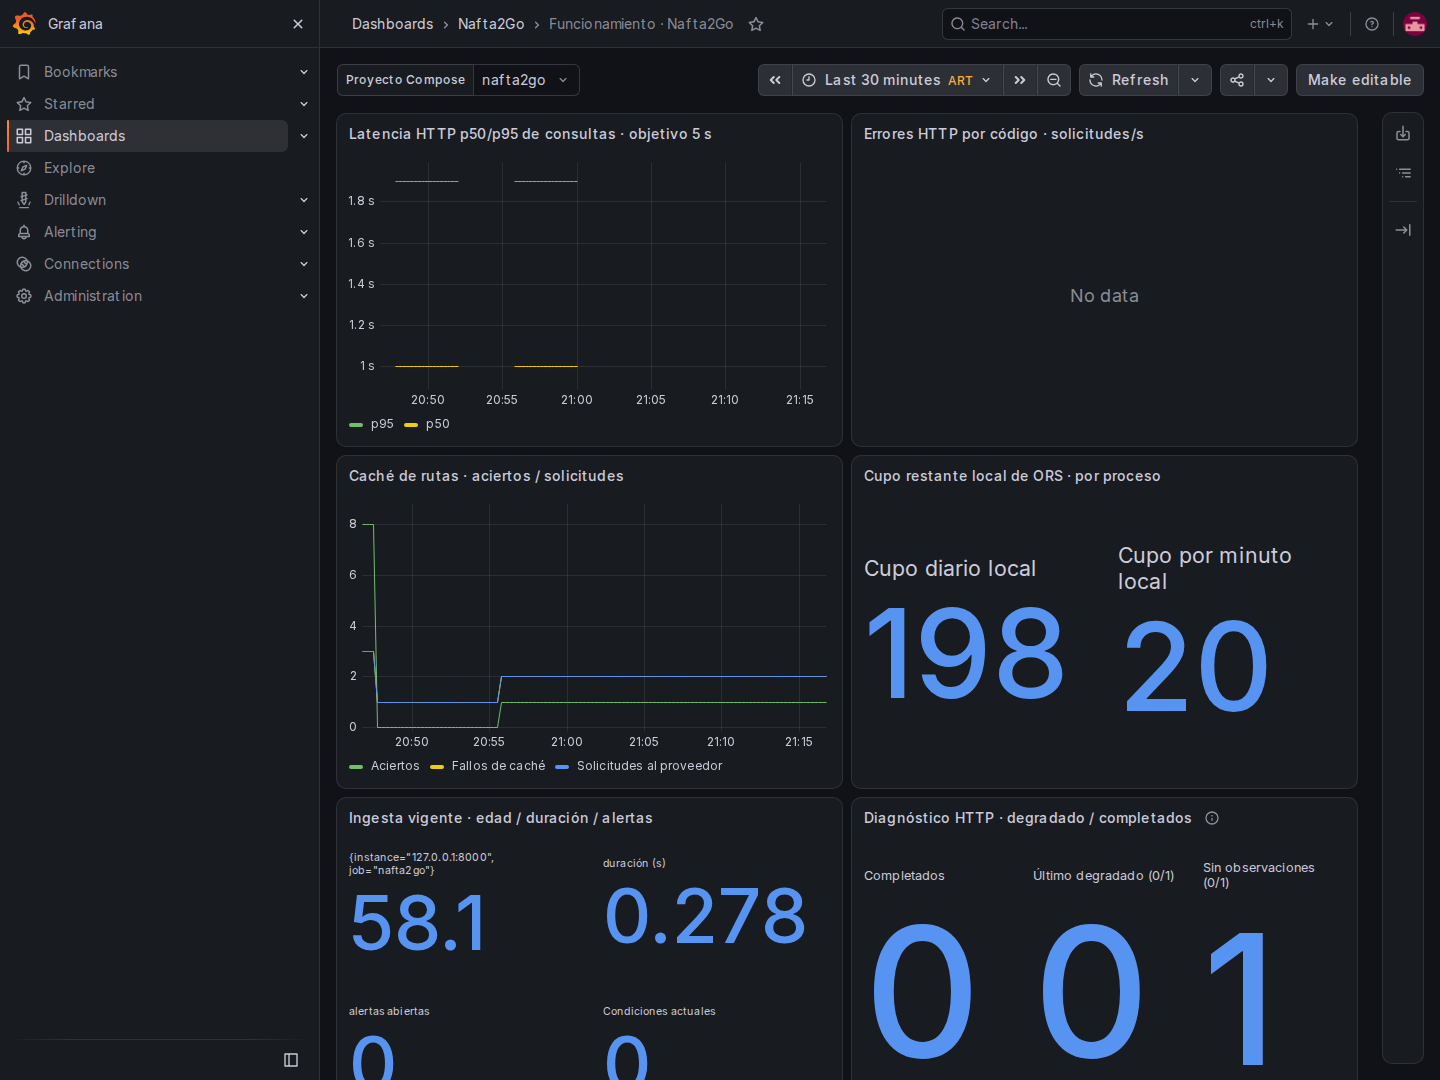 Grafana
Dashboards › Nafta2Go › Funcionamiento · Nafta2Go
Search...
ctrl+k
Bookmarks
Starred
Dashboards
Explore
Drilldown
Alerting
Connections
Administration
Proyecto Compose
nafta2go
Last 30 minutes ART
Refresh
Make editable
Latencia HTTP p50/p95 de consultas · objetivo 5 s
1.8 s
1.6 s
1.4 s
1.2 s
1 s
20:50 20:55 21:00 21:05 21:10 21:15
p95 p50
Errores HTTP por código · solicitudes/s
No data
Caché de rutas · aciertos / solicitudes
8
6
4
2
0
20:50 20:55 21:00 21:05 21:10 21:15
Aciertos Fallos de caché Solicitudes al proveedor
Cupo restante local de ORS · por proceso
Cupo diario local
198
Cupo por minuto
local
20
Ingesta vigente · edad / duración / alertas
{instance="127.0.0.1:8000",
job="nafta2go"}
58.1
duración (s)
0.278
alertas abiertas
0
Condiciones actuales
0
Diagnóstico HTTP · degradado / completados
Completados
0
Último degradado (0/1)
0
Sin observaciones
(0/1)
1